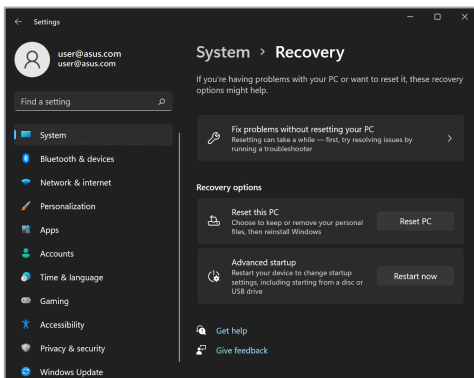 Settings
user@asus.com
user@asus.com
Find a setting
System
Bluetooth & devices
Network & internet
Personalization
Apps
Accounts
Time & language
Gaming
Accessibility
Privacy & security
Windows Update
System > Recovery
If you're having problems with your PC or want to reset it, these recovery
options might help.
Fix problems without resetting your PC
Resetting can take a while — first, try resolving issues by
running a troubleshooter
Recovery options
Reset this PC
Choose to keep or remove your personal
files, then reinstall Windows
Reset PC
Advanced startup
Restart your device to change startup
settings, including starting from a disc or
USB drive
Restart now
Get help
Give feedback